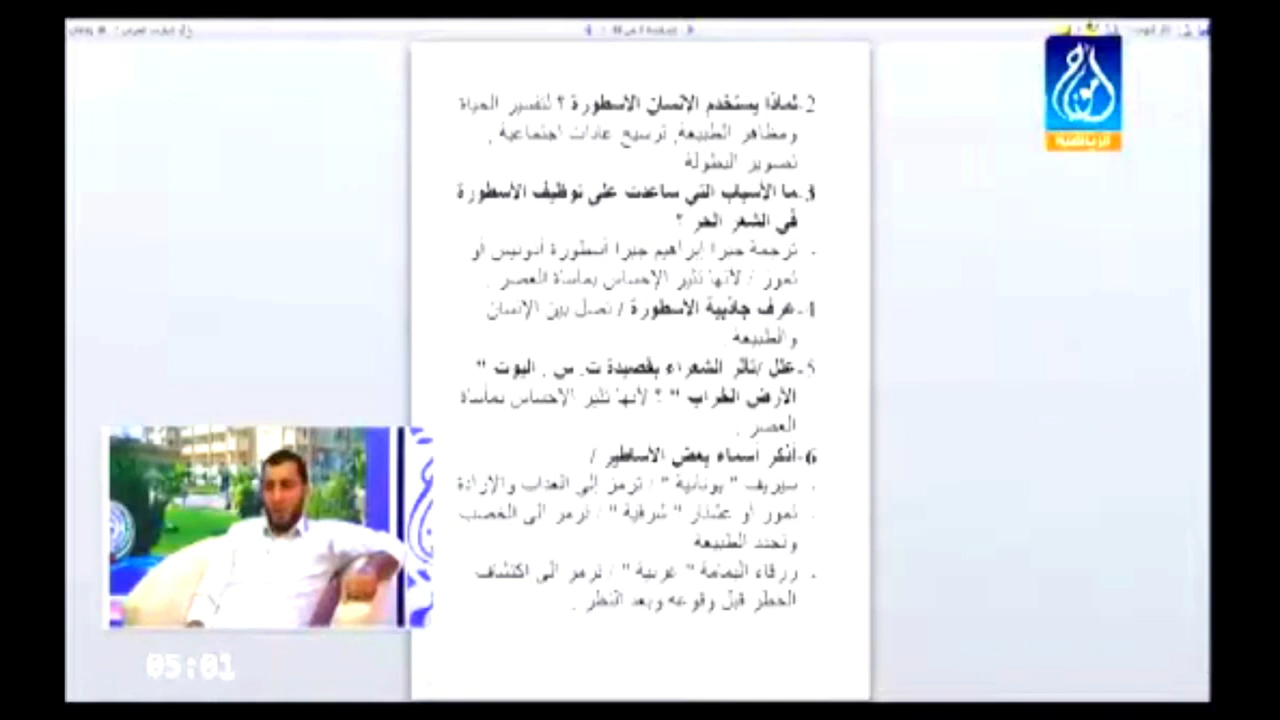 أمواج
الرياضية
2.لماذا يستخدم الإنسان الأسطورة ؟ لتفسير الحياة
ومظاهر الطبيعة, ترسيخ عادات اجتماعية ,
تصوير البطولة
3.ما الأسباب التي ساعدت على توظيف الأسطورة
في الشعر الحر ؟
. ترجمة جبرا إبراهيم جبرا أسطورة أدونيس أو
تموز / لأنها تثير الإحساس بمأساة العصر .
4.عرف جاذبية الأسطورة / تصل بين الإنسان
والطبيعة
5.علل /تأثر الشعراء بقصيدة ت. س . اليوت "
الأرض الخراب " ؟ لأنها تثير الإحساس بمأساة
العصر .
6.أذكر أسماء بعض الأساطير /
. سيزيف " يونانية " / ترمز إلى العذاب والإرادة
. تموز أو عشتار " شرقية " / ترمز الى الخصب
وتجدد الطبيعة
. زرقاء اليمامة " عربية " / ترمز الى اكتشاف
الخطر قبل وقوعه وبعد النظر .
05:01